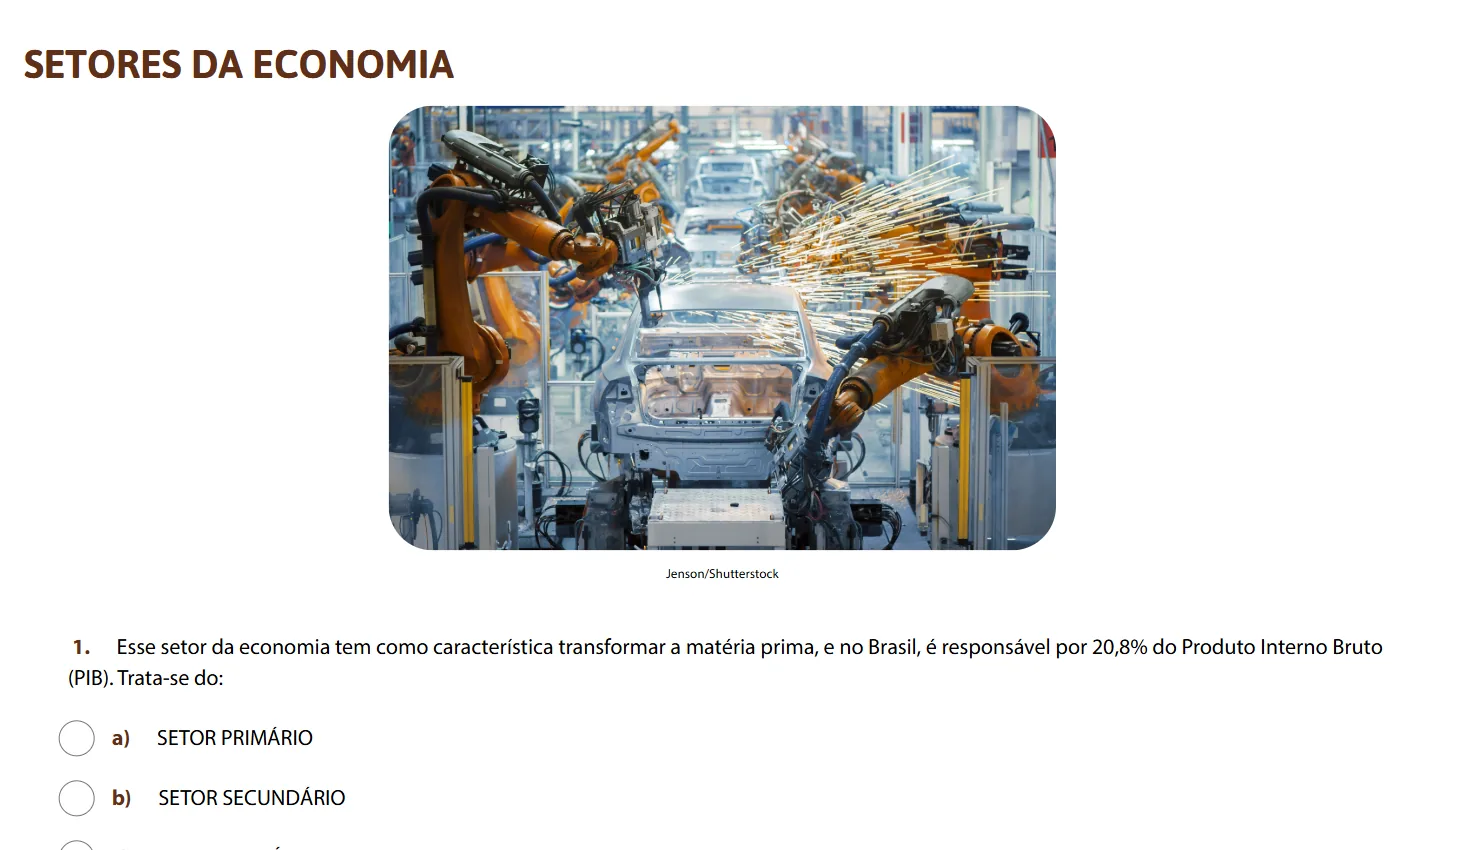 SETORES DA ECONOMIA
Jenson/Shutterstock
1. Esse setor da economia tem como característica transformar a matéria prima, e no Brasil, é responsável por 20,8% do Produto Interno Bruto
(PIB). Trata-se do:
a) SETOR PRIMÁRIO
b) SETOR SECUNDÁRIO